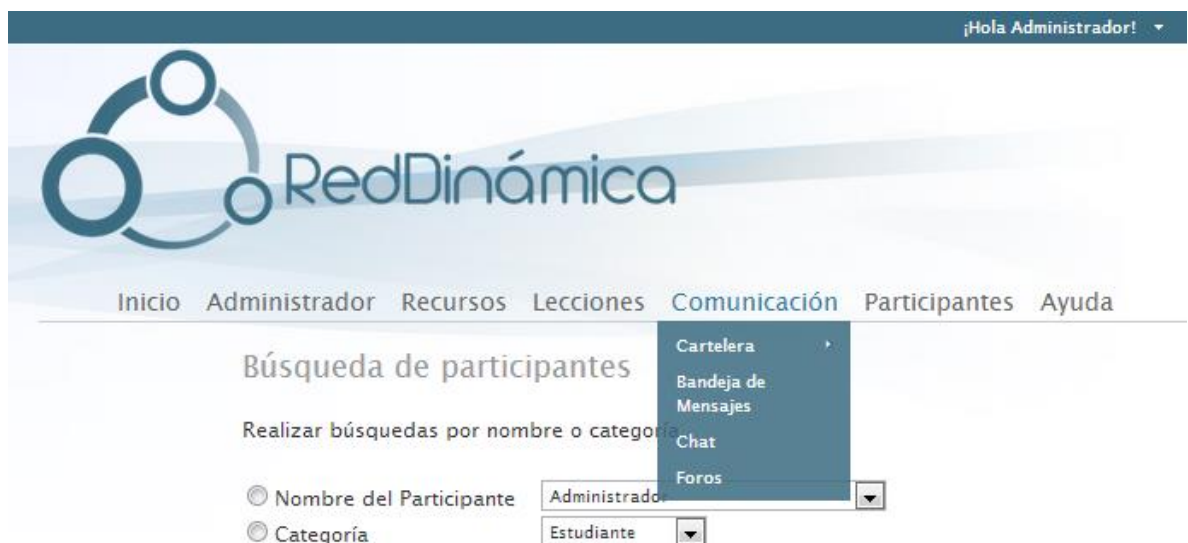 ¡Hola Administrador!
RedDinámica
Inicio Administrador Recursos Lecciones Comunicación Participantes Ayuda
Búsqueda de participantes
Realizar búsquedas por nombre o categoría
Cartelera
Bandeja de
Mensajes
Chat
Foros
Nombre del Participante Administrador
Categoría Estudiante